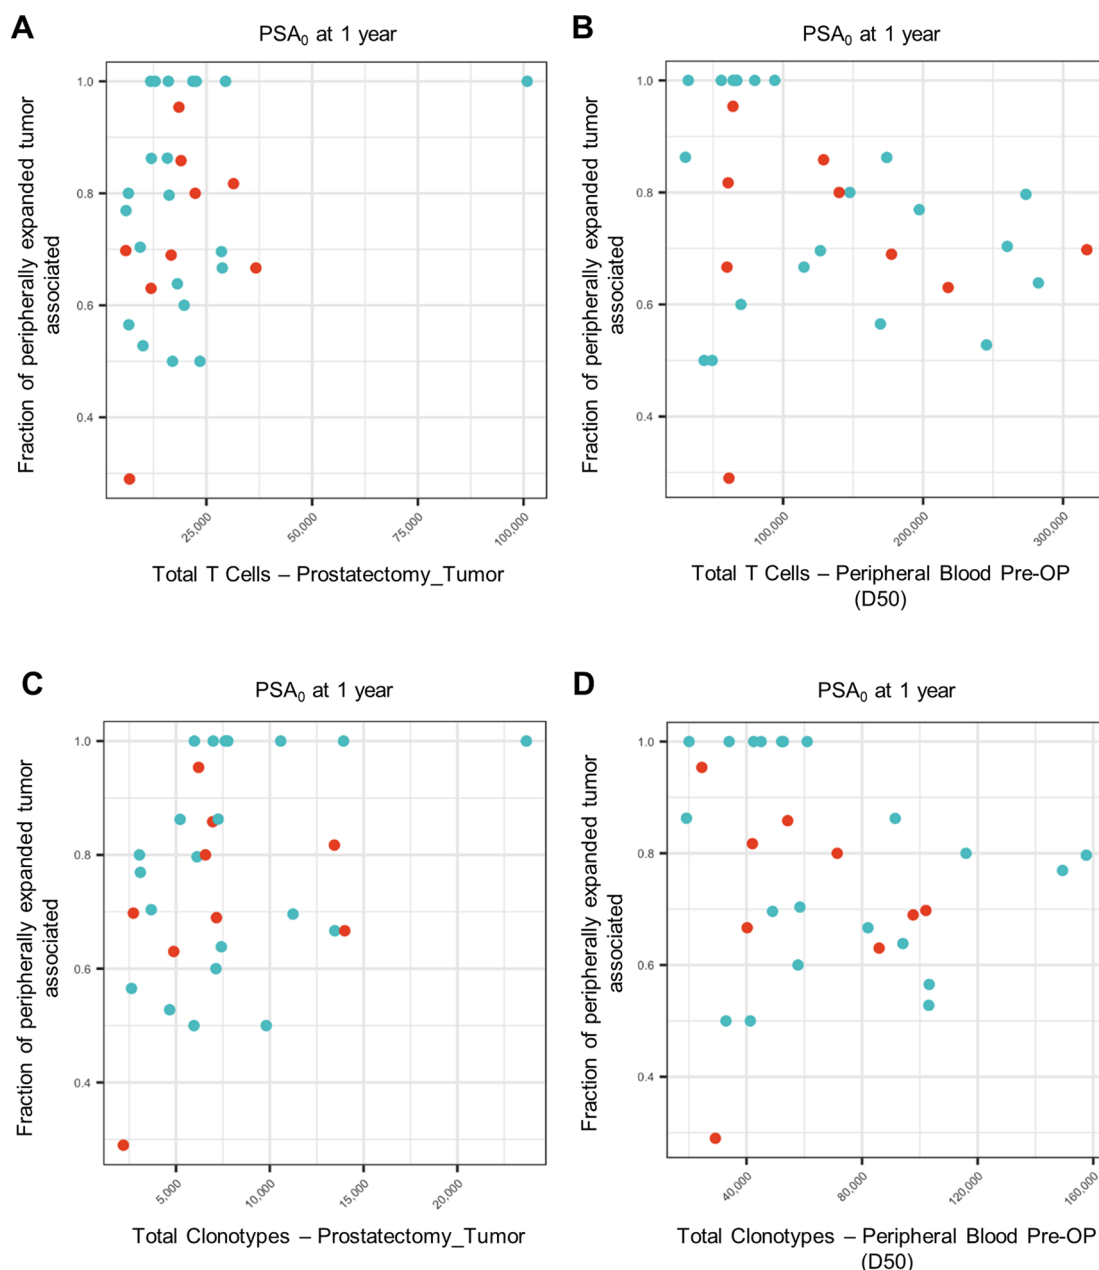 A
PSA₀ at 1 year
Fraction of peripherally expanded tumor
associated
1.0
0.8
0.6
0.4
25,000
50,000
75,000
100,000
Total T Cells – Prostatectomy_Tumor
B
PSA₀ at 1 year
Fraction of peripherally expanded tumor
associated
1.0
0.8
0.6
0.4
100,000
200,000
300,000
Total T Cells – Peripheral Blood Pre-OP
(D50)
C
PSA₀ at 1 year
Fraction of peripherally expanded tumor
associated
1.0
0.8
0.6
0.4
5,000
10,000
15,000
20,000
Total Clonotypes – Prostatectomy_Tumor
D
PSA₀ at 1 year
Fraction of peripherally expanded tumor
associated
1.0
0.8
0.6
0.4
40,000
80,000
120,000
160,000
Total Clonotypes – Peripheral Blood Pre-OP
(D50)